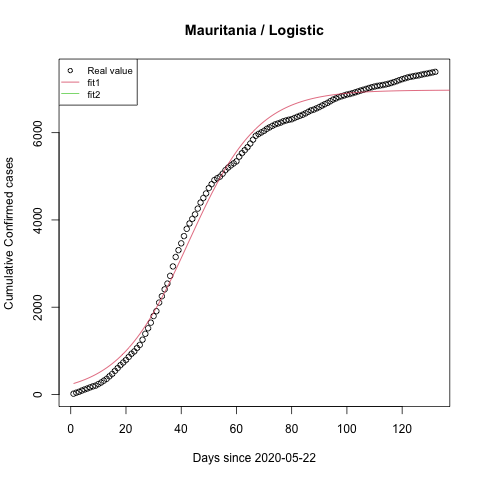 Mauritania / Logistic
Real value
fit1
fit2
Cumulative Confirmed cases
6000
4000
2000
0
0 20 40 60 80 100 120
Days since 2020-05-22